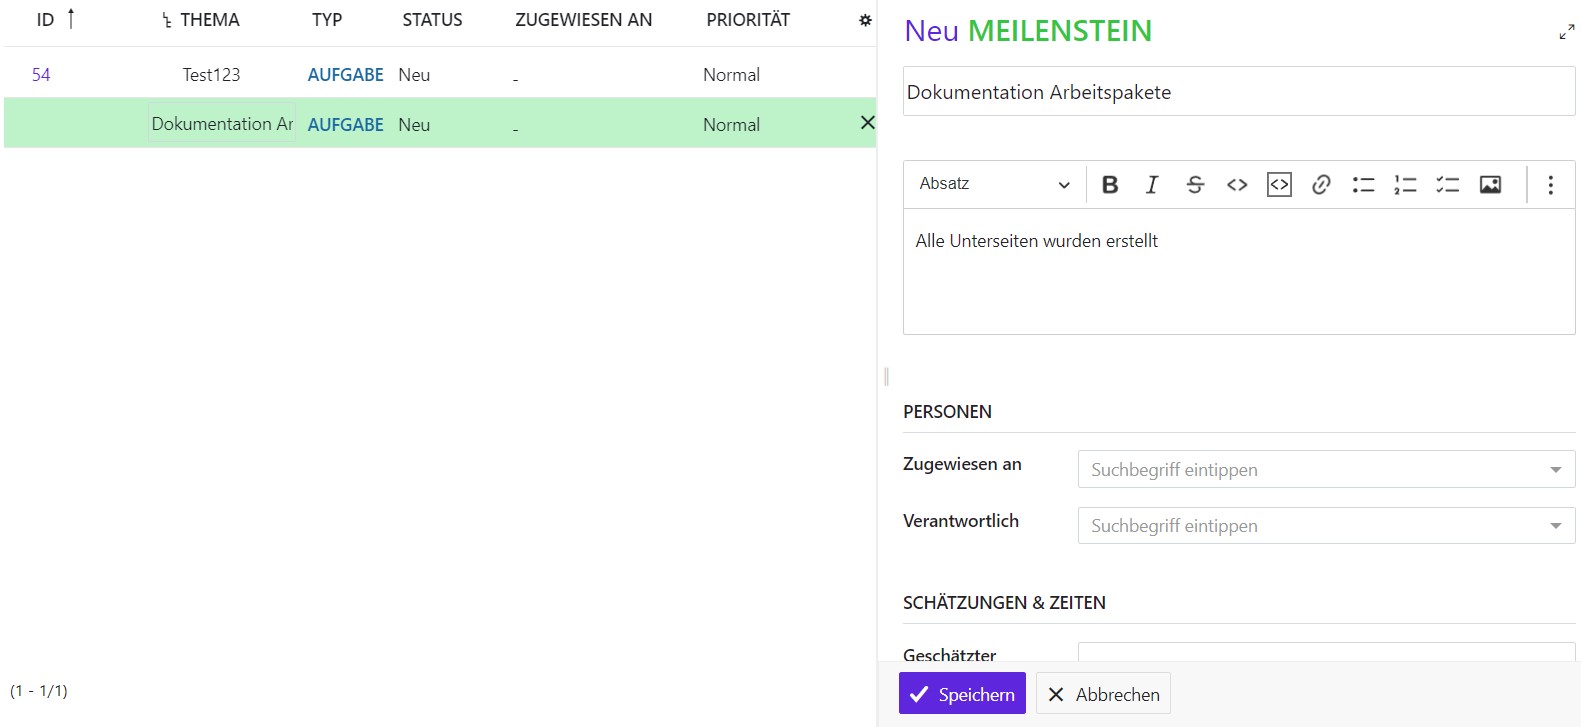 ID THEMA TYP STATUS ZUGEWIESEN AN PRIORITÄT
54 Test123 AUFGABE Neu - Normal
Dokumentation Ar AUFGABE Neu - Normal
(1 - 1/1)
Neu MEILENSTEIN
Dokumentation Arbeitspakete
Absatz
Alle Unterseiten wurden erstellt
PERSONEN
Zugewiesen an Suchbegriff eintippen
Verantwortlich Suchbegriff eintippen
SCHÄTZUNGEN & ZEITEN
Geschätzter
Speichern Abbrechen